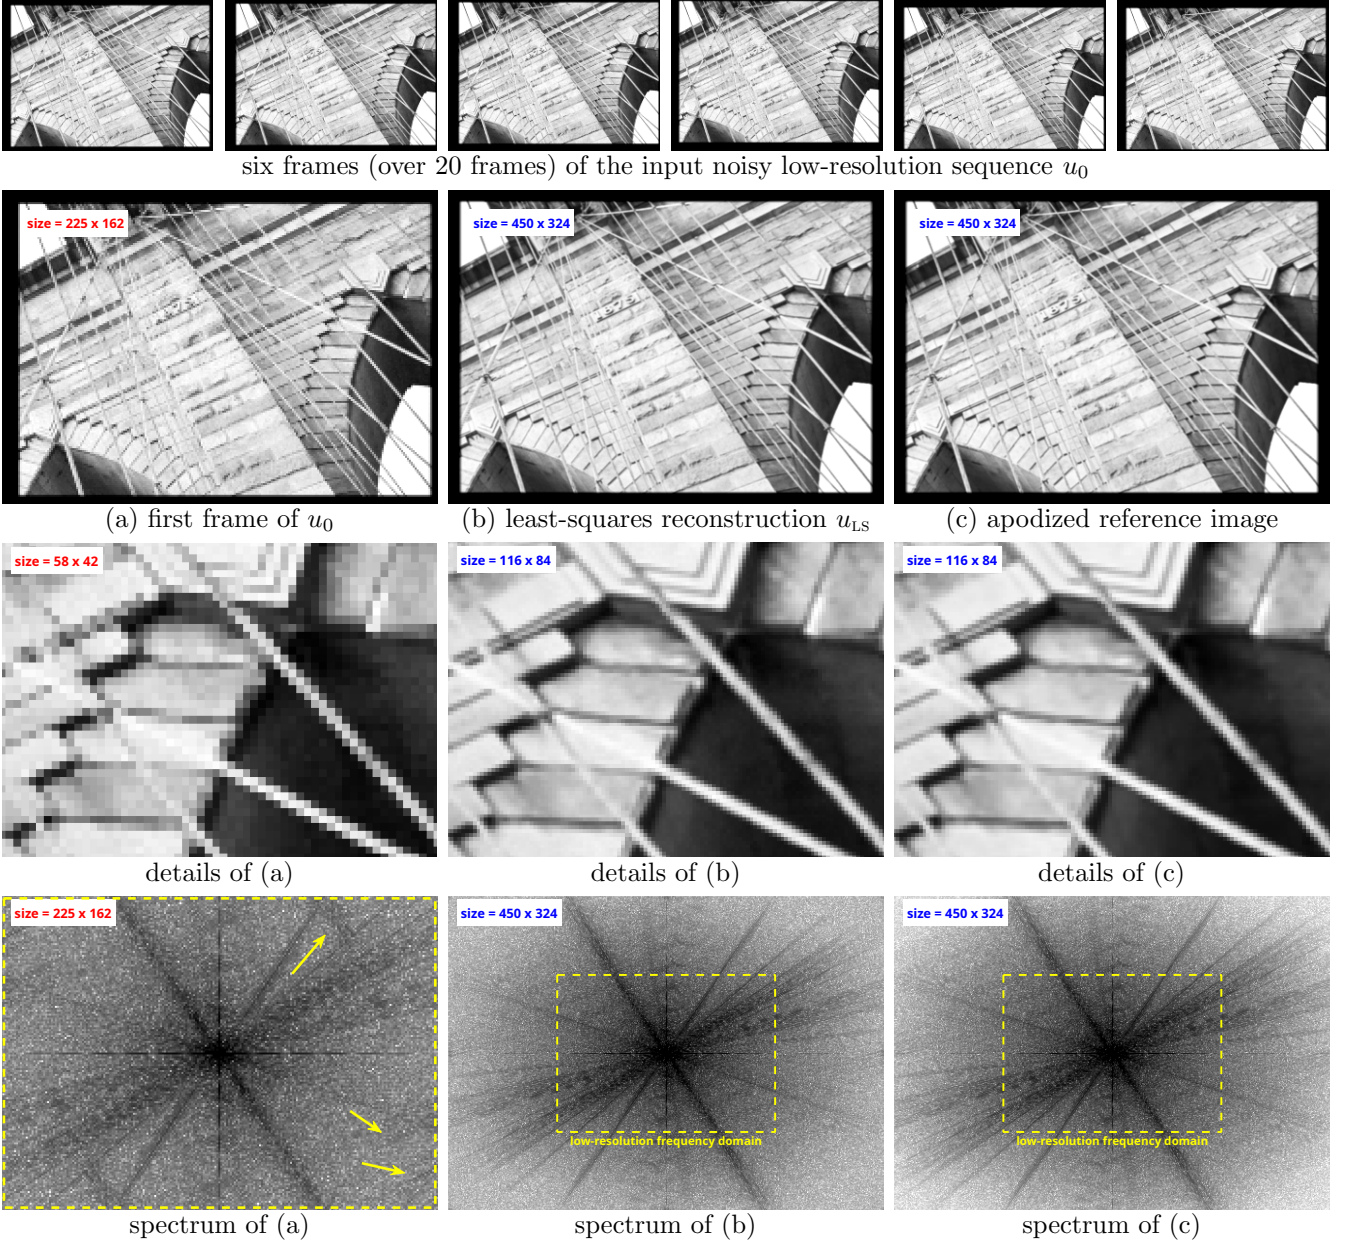 six frames (over 20 frames) of the input noisy low-resolution sequence u0
size = 225 x 162
size = 450 x 324
size = 450 x 324
(a) first frame of u0
(b) least-squares reconstruction uLS
(c) apodized reference image
size = 58 x 42
size = 116 x 84
size = 116 x 84
details of (a)
details of (b)
details of (c)
size = 225 x 162
size = 450 x 324
size = 450 x 324
low-resolution frequency domain
low-resolution frequency domain
spectrum of (a)
spectrum of (b)
spectrum of (c)